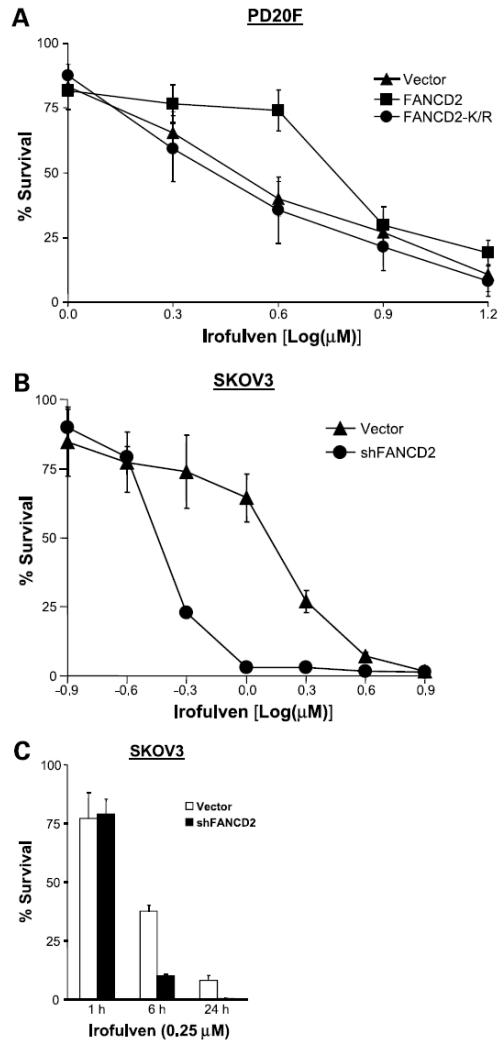 A
PD20F
100
75
50
25
0
% Survival
Vector
FANCD2
FANCD2-K/R
0.0 0.3 0.6 0.9 1.2
Irofulven [Log(μM)]
B
SKOV3
100
75
50
25
0
% Survival
Vector
shFANCD2
–0,9 –0,6 –0,3 0,0 0,3 0,6 0,9
Irofulven [Log(μM)]
C
SKOV3
100
75
50
25
0
% Survival
Vector
shFANCD2
1 h 6 h 24 h
Irofulven (0,25 μM)